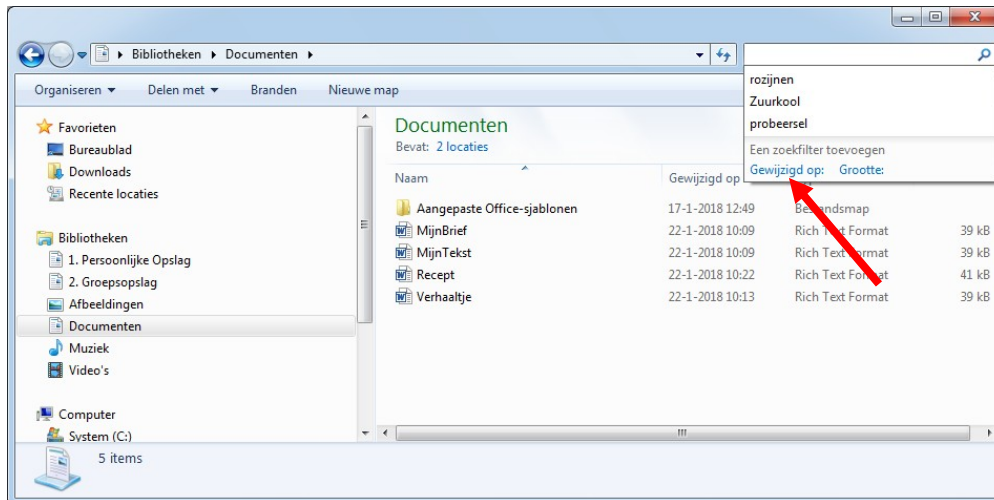 Bibliotheken Documenten
rozijnen
Zuurkool
probeersel
Een zoekfilter toevoegen
Gewijzigd op: Grootte:
Organiseren Delen met Branden Nieuwe map
Favorieten
Bureaublad
Downloads
Recente locaties
Bibliotheken
1. Persoonlijke Opslag
2. Groepsopslag
Afbeeldingen
Documenten
Muziek
Video's
Computer
System (C:)
Documenten
Bevat: 2 locaties
Naam Gewijzigd op
Aangepaste Office-sjablonen 17-1-2018 12:49 Bestandsmap
MijnBrief 22-1-2018 10:09 Rich Text Format 39 kB
MijnTekst 22-1-2018 10:09 Rich Text Format 39 kB
Recept 22-1-2018 10:22 Rich Text Format 41 kB
Verhaaltje 22-1-2018 10:13 Rich Text Format 39 kB
5 items